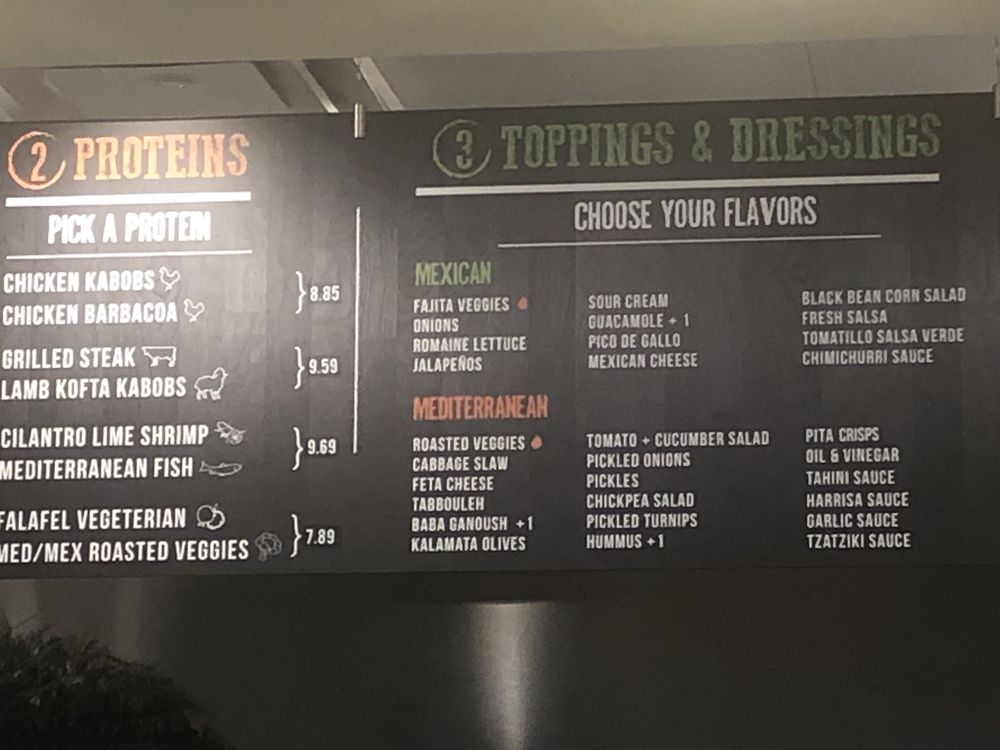 2 PROTEINS
PICK A PROTEIN
CHICKEN KABOBS
CHICKEN BARBACOA
8.85
GRILLED STEAK
LAMB KOFTA KABOBS
9.59
CILANTRO LIME SHRIMP
MEDITERRANEAN FISH
9.69
FALAFEL VEGETERIAN
MED/MEX ROASTED VEGGIES
7.89
3 TOPPINGS & DRESSINGS
CHOOSE YOUR FLAVORS
MEXICAN
FAJITA VEGGIES
ONIONS
ROMAINE LETTUCE
JALAPEÑOS
SOUR CREAM
GUACAMOLE + 1
PICO DE GALLO
MEXICAN CHEESE
BLACK BEAN CORN SALAD
FRESH SALSA
TOMATILLO SALSA VERDE
CHIMICHURRI SAUCE
MEDITERRANEAN
ROASTED VEGGIES
CABBAGE SLAW
FETA CHEESE
TABBOULEH
BABA GANOUSH +1
KALAMATA OLIVES
TOMATO + CUCUMBER SALAD
PICKLED ONIONS
PICKLES
CHICKPEA SALAD
PICKLED TURNIPS
HUMMUS +1
PITA CRISPS
OIL & VINEGAR
TAHINI SAUCE
HARRISA SAUCE
GARLIC SAUCE
TZATZIKI SAUCE